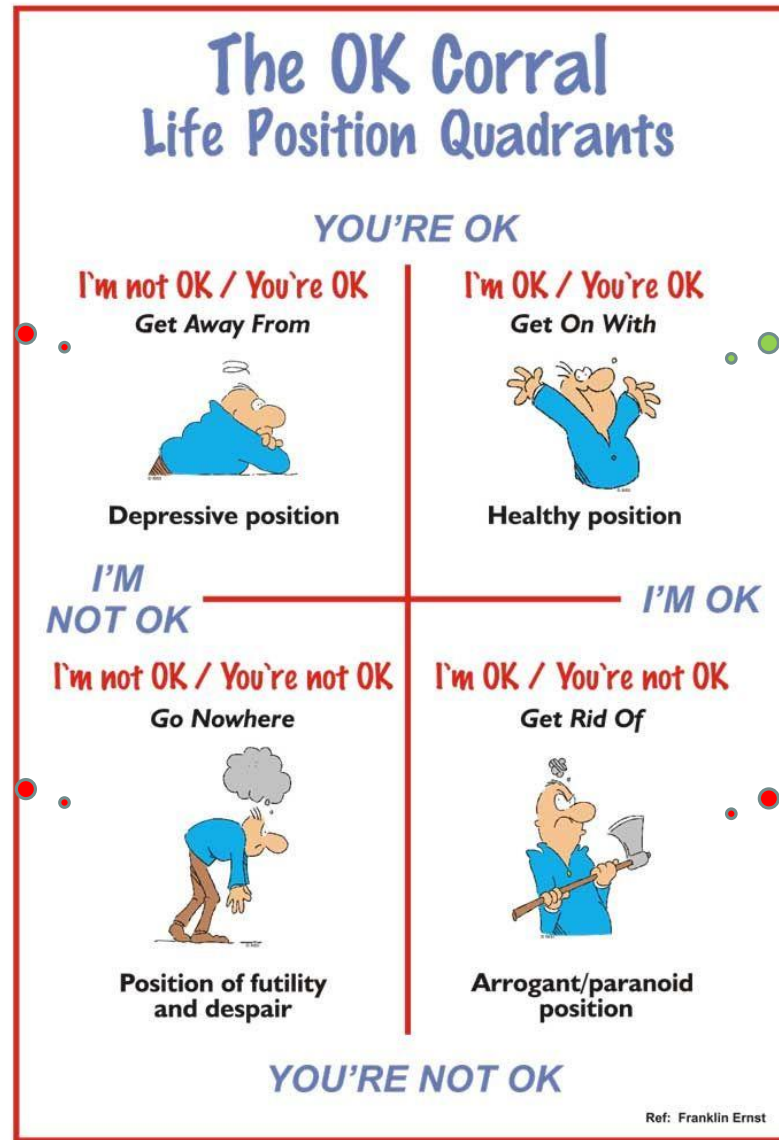 The OK Corral
Life Position Quadrants
YOU'RE OK
I'm not OK / You're OK
Get Away From
Depressive position
I'm OK / You're OK
Get On With
Healthy position
I'M
NOT OK
I'M OK
I'm not OK / You're not OK
Go Nowhere
Position of futility
and despair
I'm OK / You're not OK
Get Rid Of
Arrogant/paranoid
position
YOU'RE NOT OK
Ref: Franklin Ernst